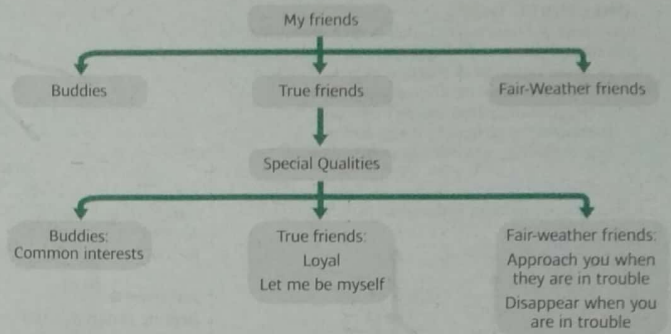 My friends
Buddies
True friends
Fair-Weather friends
Special Qualities
Buddies:
Common interests
True friends:
Loyal
Let me be myself
Fair-weather friends:
Approach you when
they are in trouble
Disappear when you
are in trouble